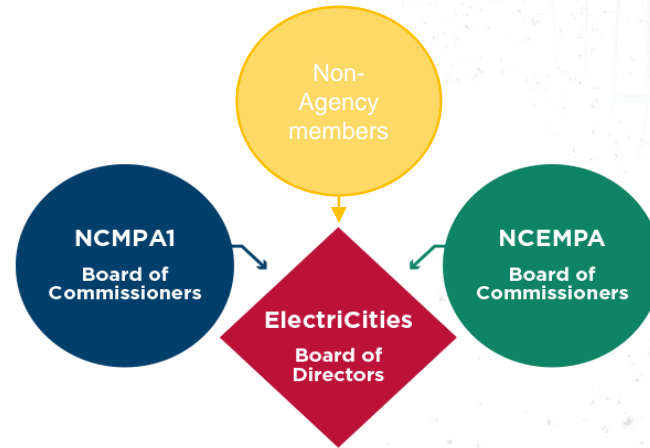 Non-
Agency
members
NCMPA1
Board of
Commissioners
NCEMPA
Board of
Commissioners
ElectriCities
Board of
Directors